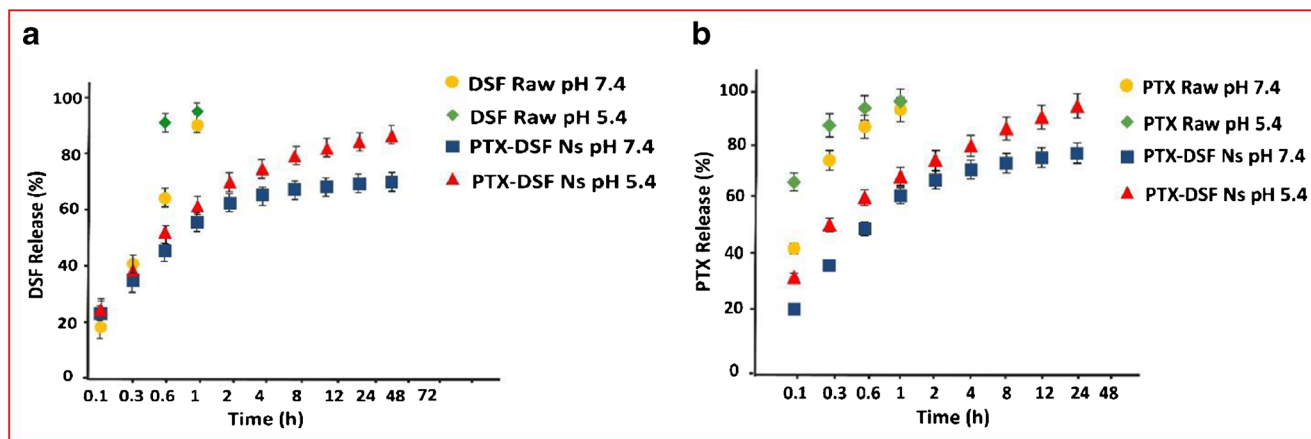 a
DSF Release (%)
100
80
60
40
20
0
0.1 0.3 0.6 1 2 4 8 12 24 48 72
Time (h)
DSF Raw pH 7.4
DSF Raw pH 5.4
PTX-DSF Ns pH 7.4
PTX-DSF Ns pH 5.4
b
PTX Release (%)
100
80
60
40
20
0
0.1 0.3 0.6 1 2 4 8 12 24 48
Time (h)
PTX Raw pH 7.4
PTX Raw pH 5.4
PTX-DSF Ns pH 7.4
PTX-DSF Ns pH 5.4